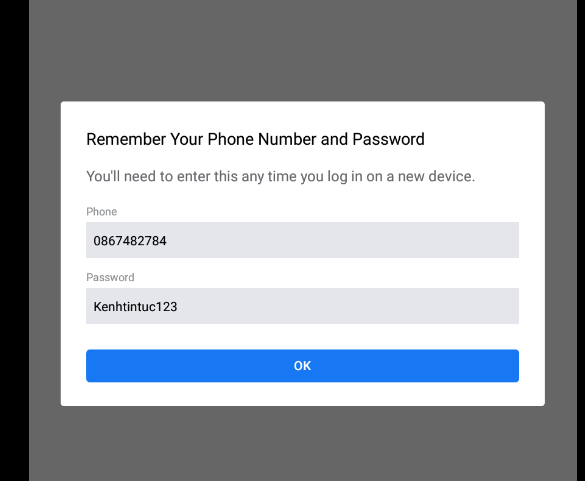 Remember Your Phone Number and Password
You'll need to enter this any time you log in on a new device.
Phone
0867482784
Password
Kenhtintuc123
OK